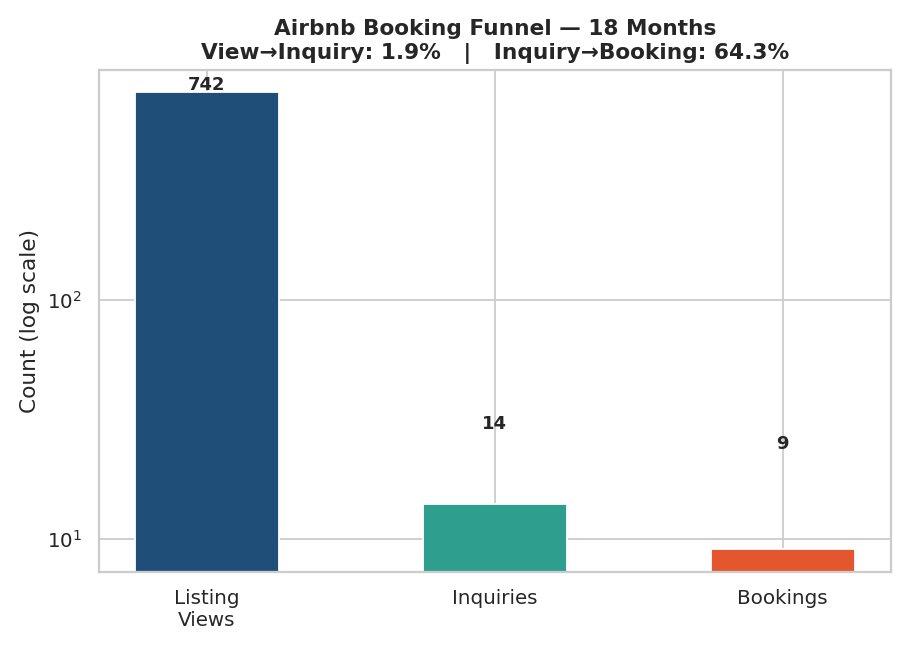 Airbnb Booking Funnel — 18 Months
View→Inquiry: 1.9% | Inquiry→Booking: 64.3%
742
14
9
Count (log scale)
10²
10¹
Listing
Views
Inquiries
Bookings